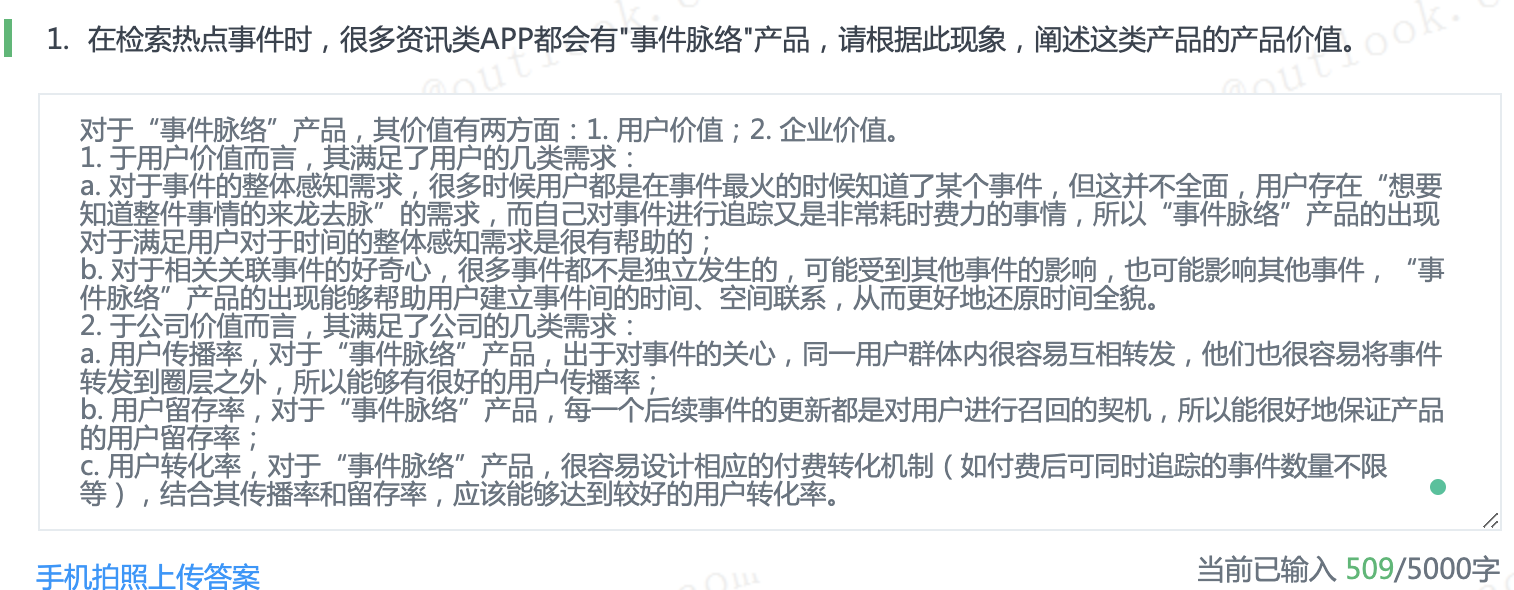 @outlook.
@outlook.
1. 在检索热点事件时，很多资讯类APP都会有"事件脉络"产品，请根据此现象，阐述这类产品的产品价值。
对于“事件脉络”产品，其价值有两方面：1. 用户价值；2. 企业价值。
1. 于用户价值而言，其满足了用户的几类需求：
a. 对于事件的整体感知需求，很多时候用户都是在事件最火的时候知道了某个事件，但这并不全面，用户存在“想要
知道整件事情的来龙去脉”的需求，而自己对事件进行追踪又是非常耗时费力的事情，所以“事件脉络”产品的出现
对于满足用户对于时间的整体感知需求是很有帮助的；
b. 对于相关关联事件的好奇心，很多事件都不是独立发生的，可能受到其他事件的影响，也可能影响其他事件，“事
件脉络”产品的出现能够帮助用户建立事件间的时间、空间联系，从而更好地还原时间全貌。
2. 于公司价值而言，其满足了公司的几类需求：
a. 用户传播率，对于“事件脉络”产品，出于对事件的关心，同一用户群体内很容易互相转发，他们也很容易将事件
转发到圈层之外，所以能够有很好的用户传播率；
b. 用户留存率，对于“事件脉络”产品，每一个后续事件的更新都是对用户进行召回的契机，所以能很好地保证产品
的用户留存率；
c. 用户转化率，对于“事件脉络”产品，很容易设计相应的付费转化机制（如付费后可同时追踪的事件数量不限
等），结合其传播率和留存率，应该能够达到较好的用户转化率。
手机拍照上传答案
当前已输入 509/5000字